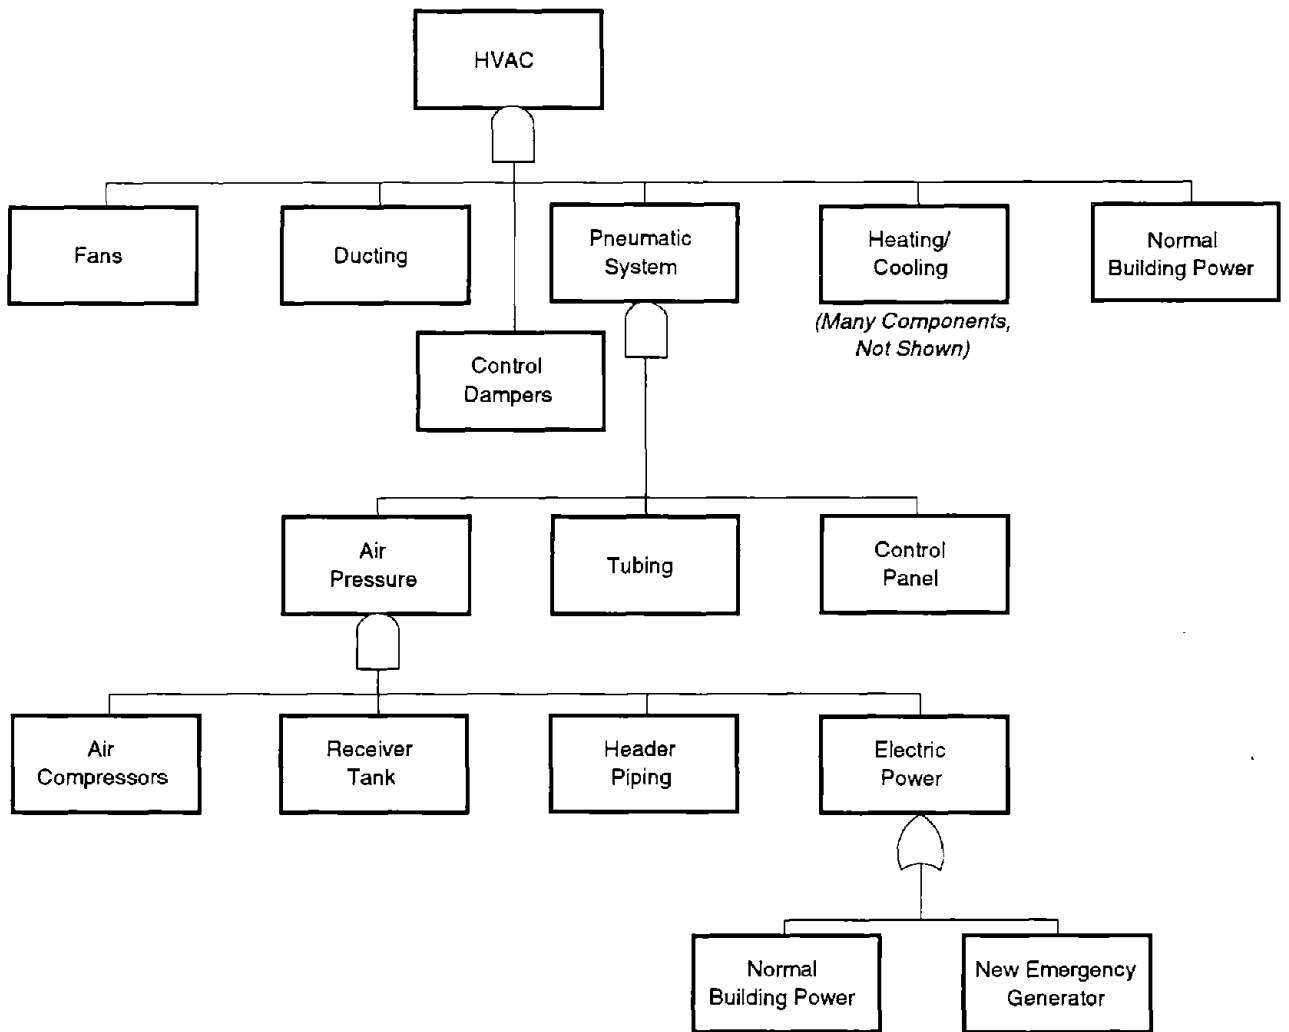 HVAC
Fans
Ducting
Pneumatic
System
Heating/
Cooling
(Many Components,
Not Shown)
Normal
Building Power
Control
Dampers
Air
Pressure
Tubing
Control
Panel
Air
Compressors
Receiver
Tank
Header
Piping
Electric
Power
Normal
Building Power
New Emergency
Generator